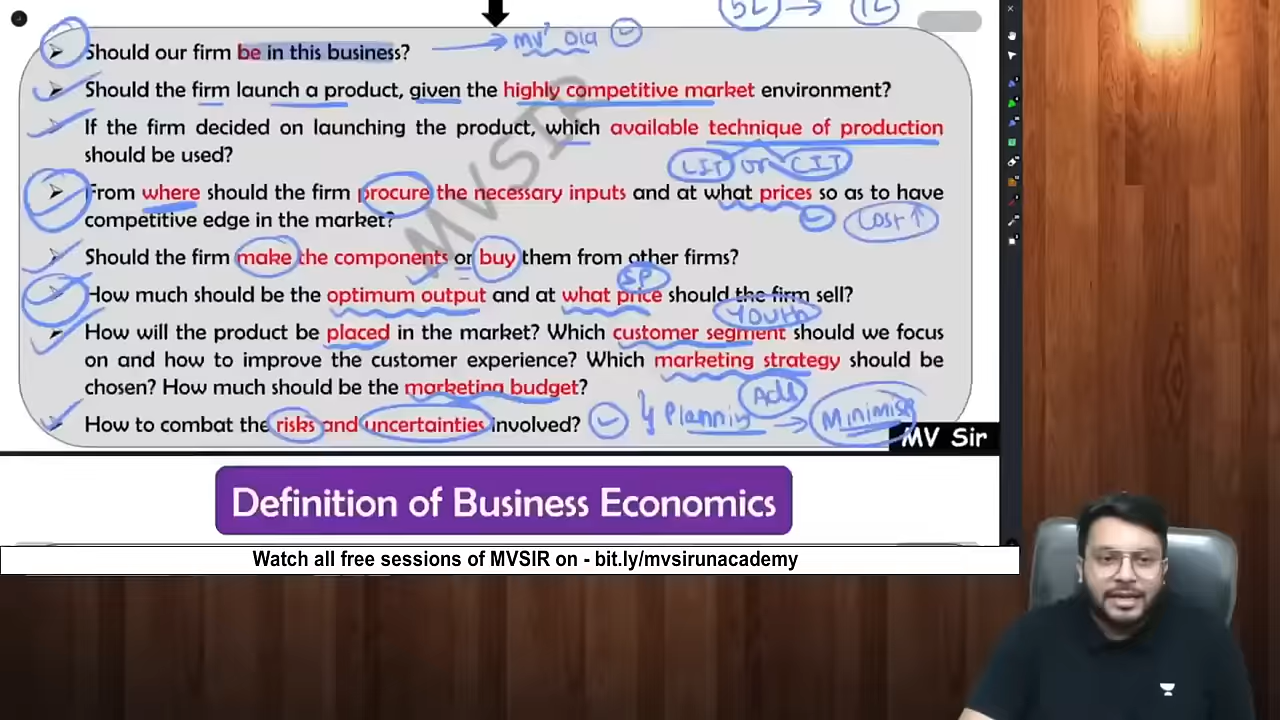 5L → 1L
Should our firm be in this business? → MV Dia
Should the firm launch a product, given the highly competitive market environment?
If the firm decided on launching the product, which available technique of production
should be used?
LIT or CIT
From where should the firm procure the necessary inputs and at what prices so as to have
competitive edge in the market?
Cost ↑
Should the firm make the components or buy them from other firms?
SP
How much should be the optimum output and at what price should the firm sell?
Youth
How will the product be placed in the market? Which customer segment should we focus
on and how to improve the customer experience? Which marketing strategy should be
chosen? How much should be the marketing budget?
Ads
How to combat the risks and uncertainties involved?
Planning → Minimise
MVSIR
MV Sir
Definition of Business Economics
Watch all free sessions of MVSIR on - bit.ly/mvsirunacademy